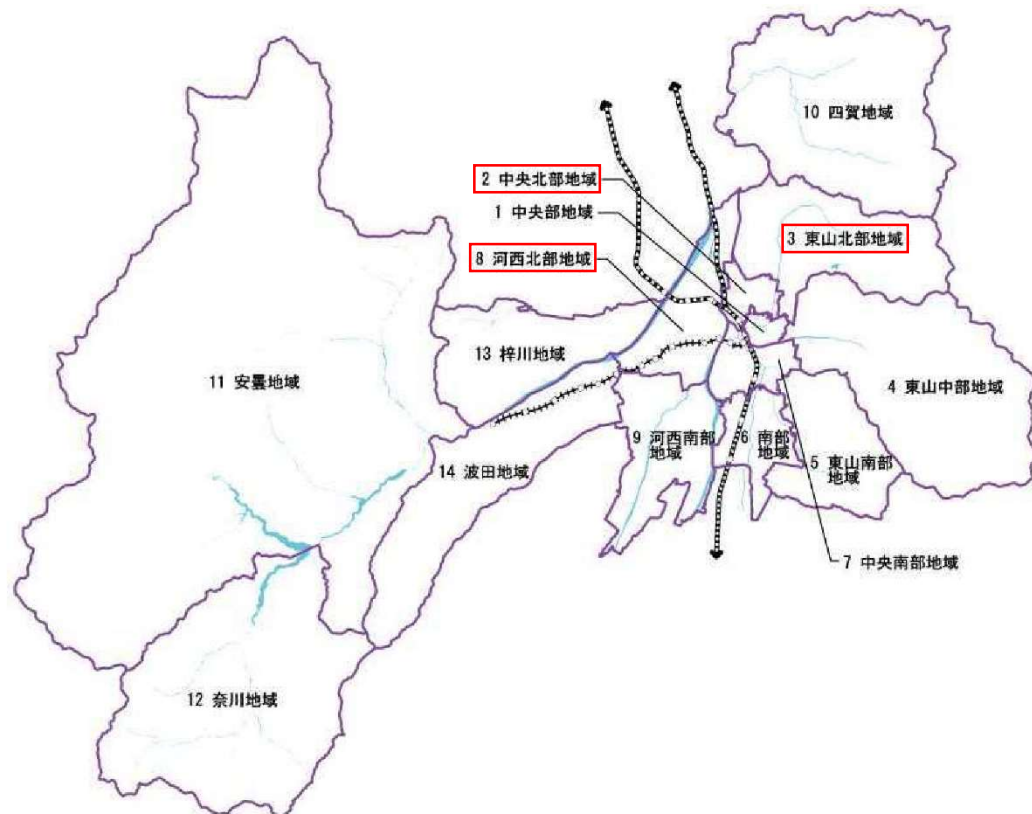 10 四賀地域
2 中央北部地域
1 中央部地域
3 東山北部地域
8 河西北部地域
13 梓川地域
11 安曇地域
4 東山中部地域
9 河西南部
地域
6 南部
地域
5 東山南部
地域
14 波田地域
7 中央南部地域
12 奈川地域